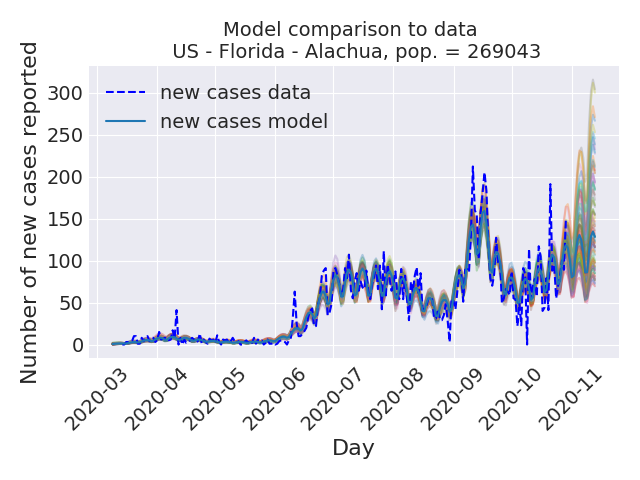 Model comparison to data
US - Florida - Alachua, pop. = 269043
Number of new cases reported
new cases data
new cases model
300
250
200
150
100
50
0
2020-03
2020-04
2020-05
2020-06
2020-07
2020-08
2020-09
2020-10
2020-11
Day